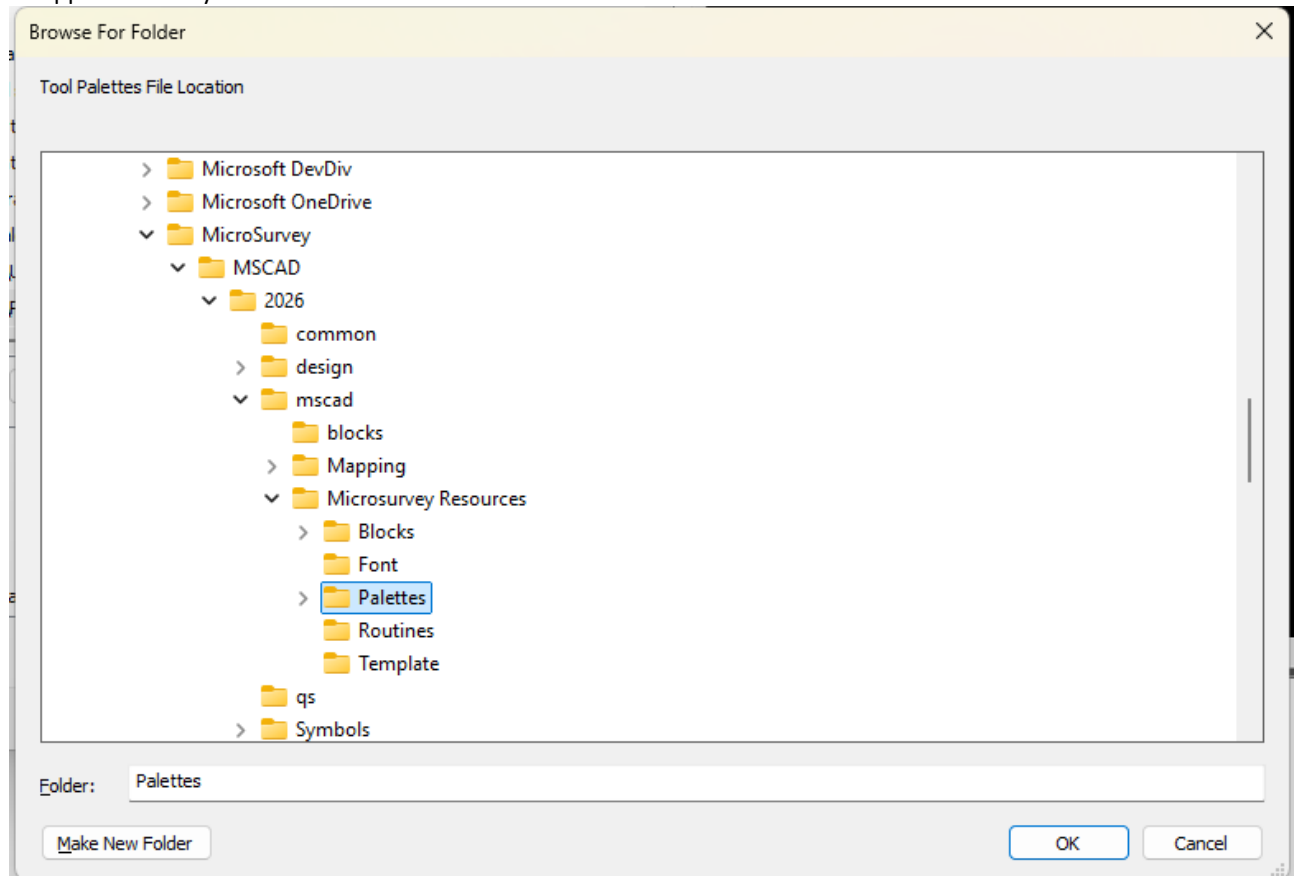 Browse For Folder
Tool Palettes File Location
Microsoft DevDiv
Microsoft OneDrive
MicroSurvey
MSCAD
2026
common
design
mscad
blocks
Mapping
Microsurvey Resources
Blocks
Font
Palettes
Routines
Template
qs
Symbols
Folder: Palettes
Make New Folder OK Cancel